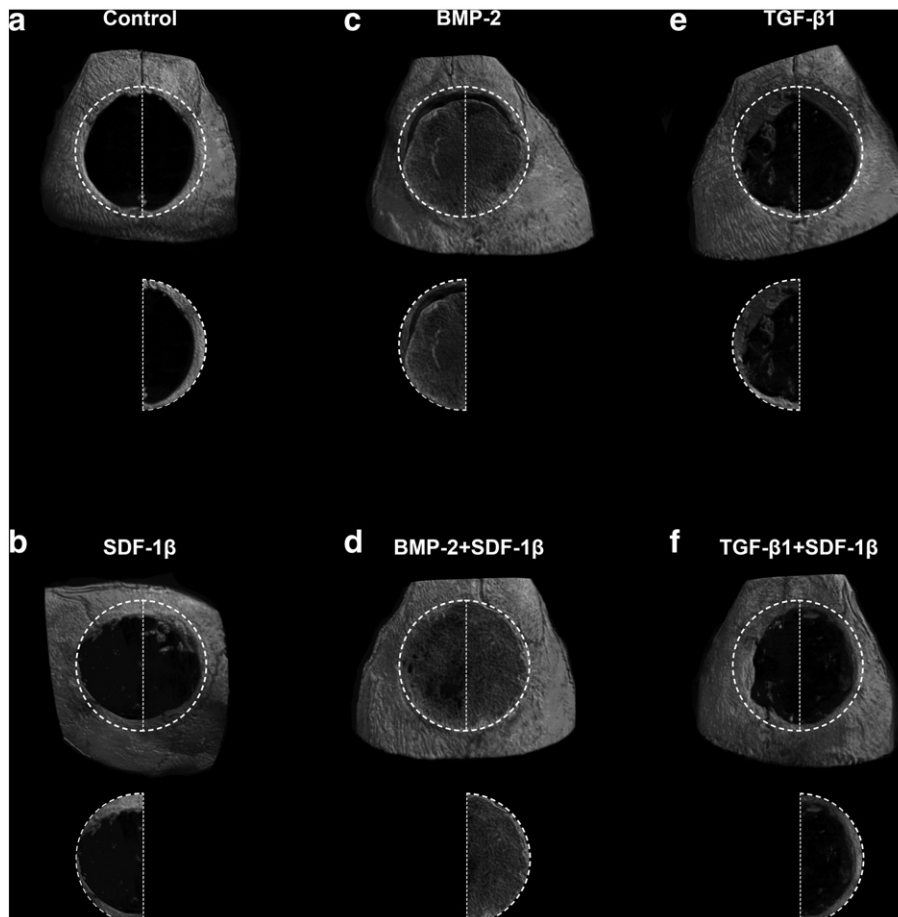 a
Control
c
BMP-2
e
TGF-β1
b
SDF-1β
d
BMP-2+SDF-1β
f
TGF-β1+SDF-1β